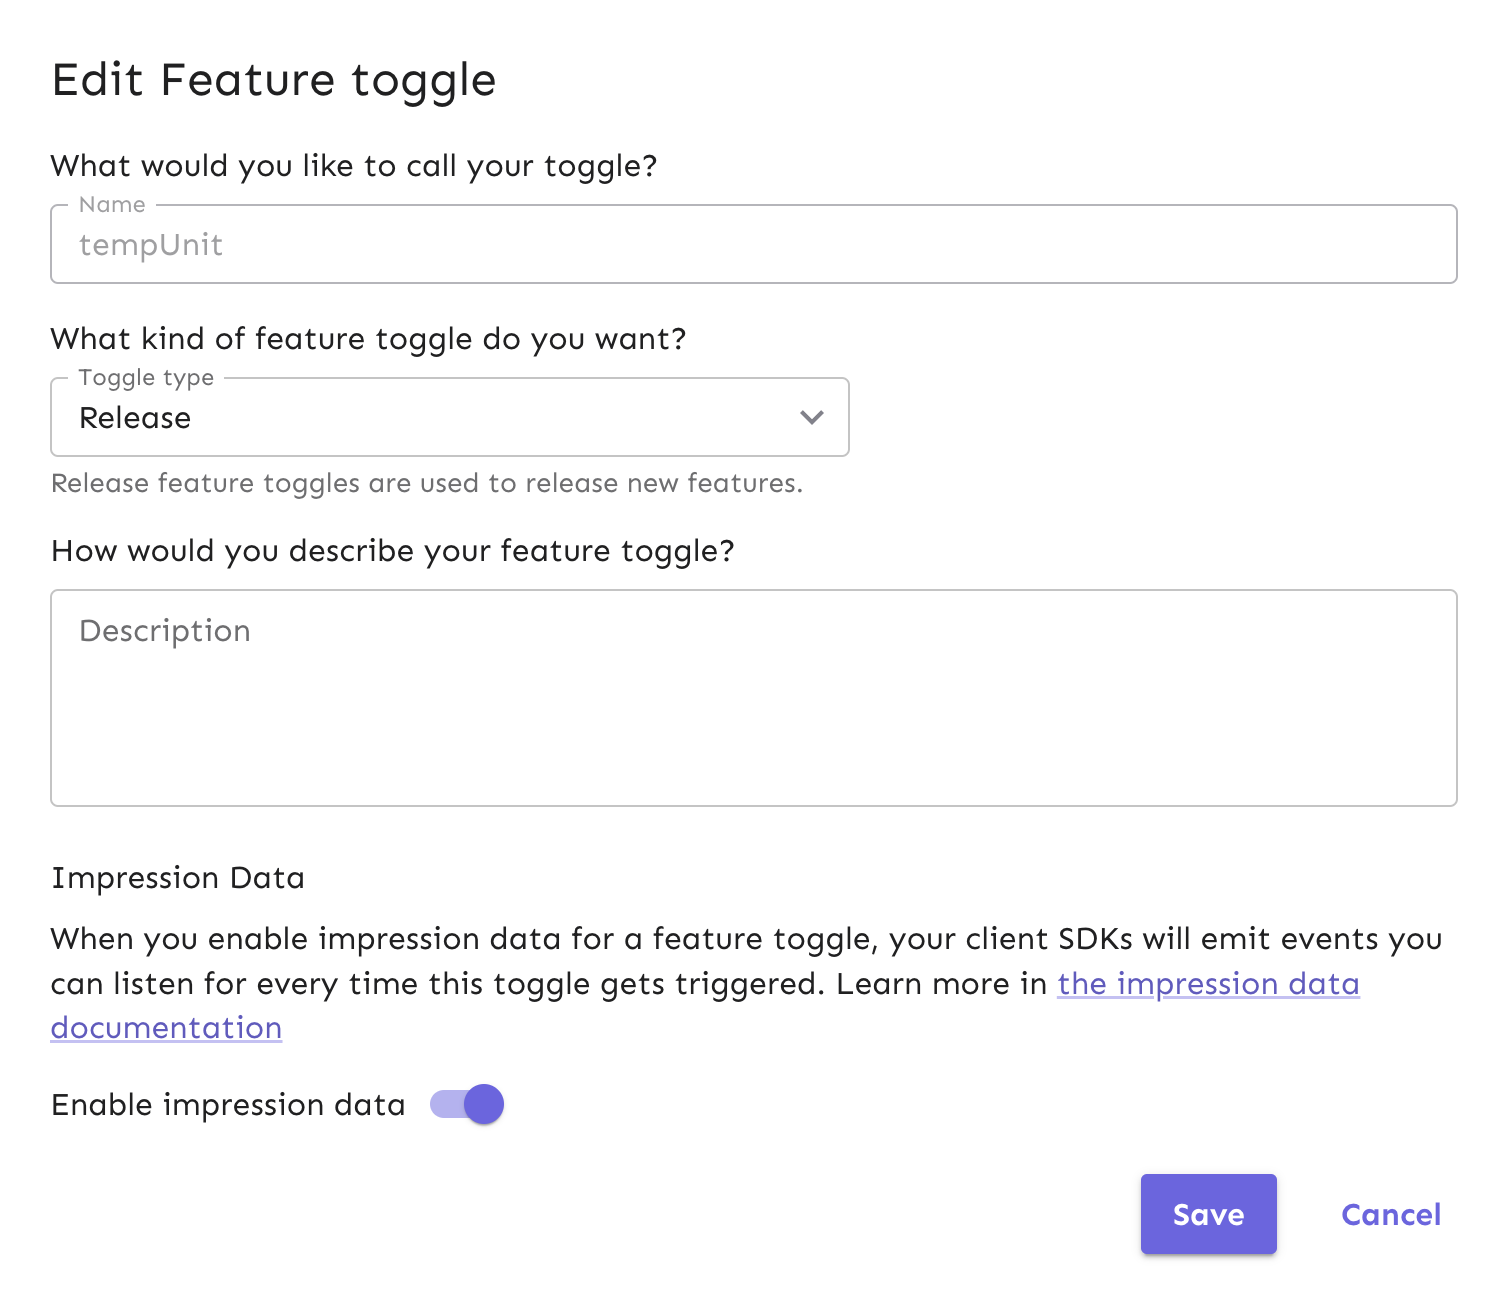 Edit Feature toggle
What would you like to call your toggle?
Name
tempUnit
What kind of feature toggle do you want?
Toggle type
Release
Release feature toggles are used to release new features.
How would you describe your feature toggle?
Description
Impression Data
When you enable impression data for a feature toggle, your client SDKs will emit events you
can listen for every time this toggle gets triggered. Learn more in the impression data
documentation
Enable impression data
Save
Cancel